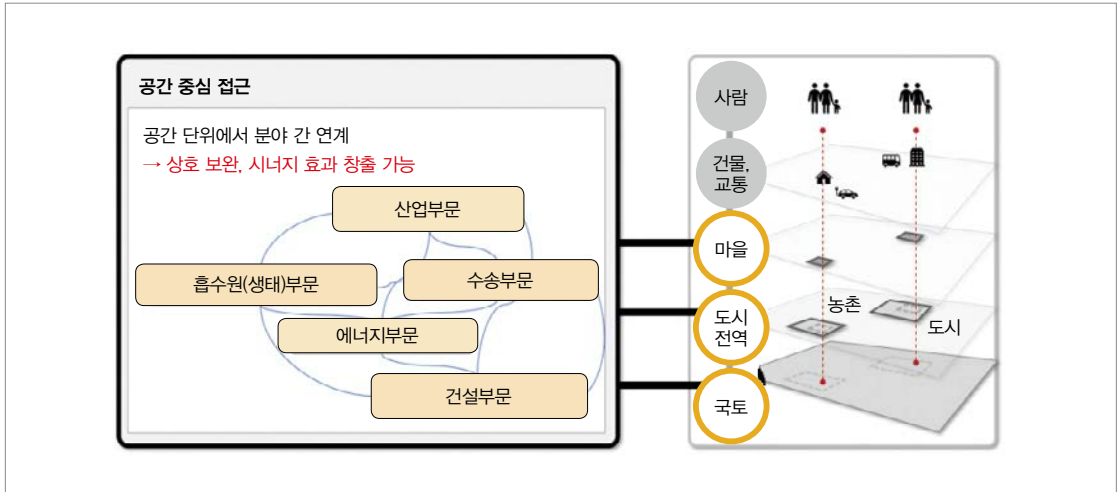 공간 중심 접근
공간 단위에서 분야 간 연계
→ 상호 보완, 시너지 효과 창출 가능
산업부문
흡수원(생태)부문
수송부문
에너지부문
건설부문
사람
건물,
교통
마을
도시
전역
국토
농촌
도시